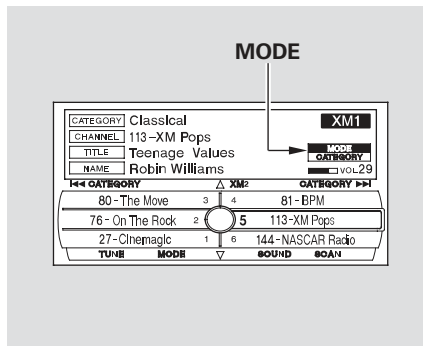 MODE
CATEGORY Classical XM1
CHANNEL 113-XM Pops
TITLE Teenage Values MODE
CATEGORY
NAME Robin Williams VOL29
CATEGORY XM2 CATEGORY
80-The Move 3 4 81-BPM
76-On The Rock 2 5 113-XM Pops
27-Cinemagic 1 6 144-NASCAR Radio
TUNE MODE SOUND SCAN